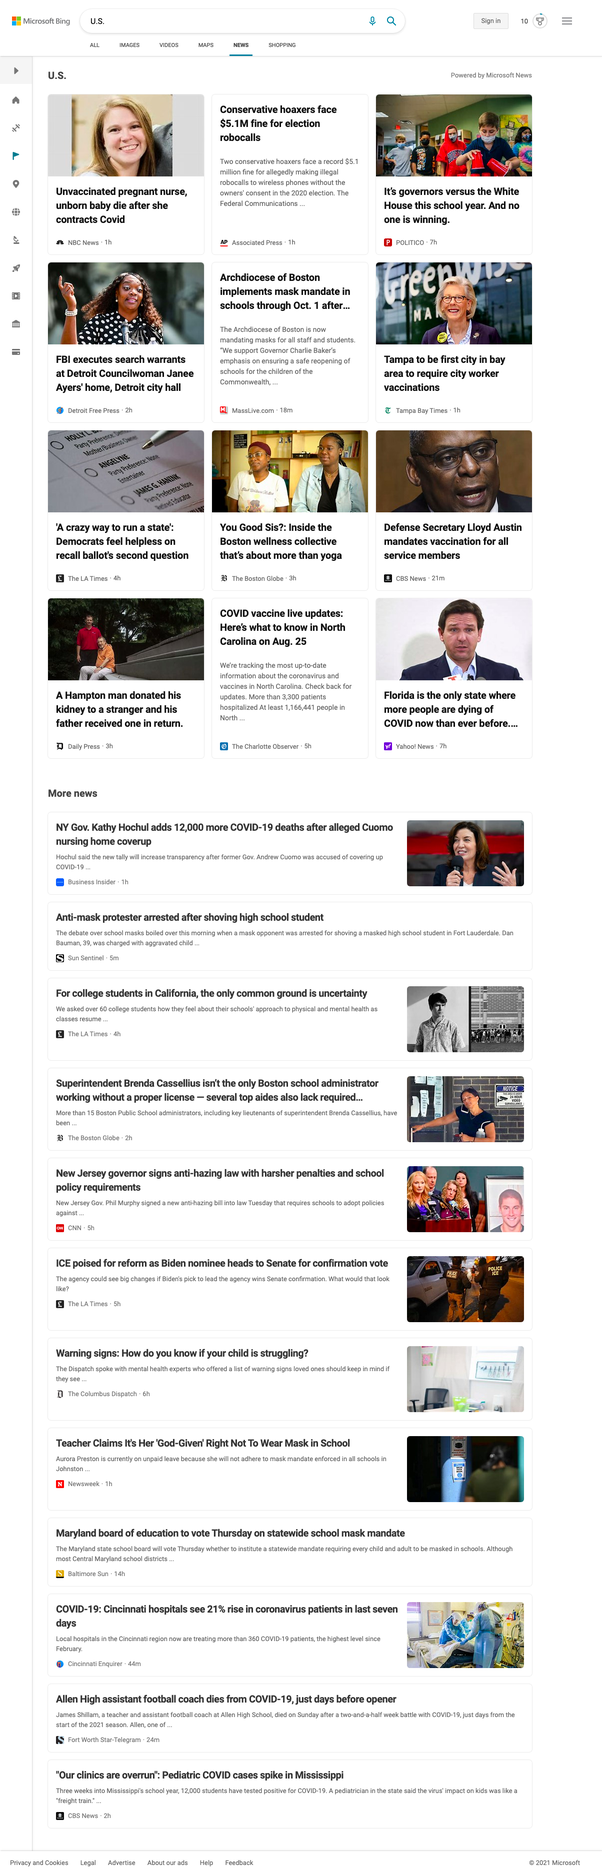 Microsoft Bing
U.S.
Sign in
10
ALL
IMAGES
VIDEOS
MAPS
NEWS
SHOPPING
U.S.
Powered by Microsoft News
Unvaccinated pregnant nurse,
unborn baby die after she
contracts Covid
NBC News · 1h
Conservative hoaxers face
$5.1M fine for election
robocalls
Two conservative hoaxers face a record $5.1
million fine for allegedly making illegal
robocalls to wireless phones without the
owners' consent in the 2020 election. The
Federal Communications ...
AP
Associated Press · 1h
It's governors versus the White
House this school year. And no
one is winning.
POLITICO · 7h
FBI executes search warrants
at Detroit Councilwoman Janee
Ayers' home, Detroit city hall
Detroit Free Press · 2h
Archdiocese of Boston
implements mask mandate in
schools through Oct. 1 after...
The Archdiocese of Boston is now
mandating masks for all staff and students.
"We support Governor Charlie Baker's
emphasis on ensuring a safe reopening of
schools for the children of the
Commonwealth, ...
MassLive.com · 18m
Greenwise
Tampa to be first city in bay
area to require city worker
vaccinations
Tampa Bay Times · 1h
ANGELYNE
'A crazy way to run a state':
Democrats feel helpless on
recall ballot's second question
The LA Times · 4h
You Good Sis?: Inside the
Boston wellness collective
that's about more than yoga
The Boston Globe · 3h
Defense Secretary Lloyd Austin
mandates vaccination for all
service members
CBS News · 21m
A Hampton man donated his
kidney to a stranger and his
father received one in return.
Daily Press · 3h
COVID vaccine live updates:
Here's what to know in North
Carolina on Aug. 25
We're tracking the most up-to-date
information about the coronavirus and
vaccines in North Carolina. Check back for
updates. More than 3,300 patients
hospitalized At least 1,166,441 people in
North ...
The Charlotte Observer · 5h
Florida is the only state where
more people are dying of
COVID now than ever before....
Yahoo! News · 7h
More news
NY Gov. Kathy Hochul adds 12,000 more COVID-19 deaths after alleged Cuomo
nursing home coverup
Hochul said the new tally will increase transparency after former Gov. Andrew Cuomo was accused of covering up
COVID-19 ...
Business Insider · 1h
Anti-mask protester arrested after shoving high school student
The debate over school masks boiled over this morning when a mask opponent was arrested for shoving a masked high school student in Fort Lauderdale. Dan
Bauman, 39, was charged with aggravated child ...
Sun Sentinel · 5m
For college students in California, the only common ground is uncertainty
We asked over 60 college students how they feel about their schools' approach to physical and mental health as
classes resume ...
The LA Times · 4h
Superintendent Brenda Cassellius isn't the only Boston school administrator
working without a proper license — several top aides also lack required...
More than 15 Boston Public School administrators, including key lieutenants of superintendent Brenda Cassellius, have
been ...
The Boston Globe · 2h
NOTICE
New Jersey governor signs anti-hazing law with harsher penalties and school
policy requirements
New Jersey Gov. Phil Murphy signed a new anti-hazing bill into law Tuesday that requires schools to adopt policies
against ...
CNN · 5h
ICE poised for reform as Biden nominee heads to Senate for confirmation vote
The agency could see big changes if Biden's pick to lead the agency wins Senate confirmation. What would that look
like?
The LA Times · 5h
POLICE
ICE
Warning signs: How do you know if your child is struggling?
The Dispatch spoke with mental health experts who offered a list of warning signs loved ones should keep in mind if
they see ...
The Columbus Dispatch · 6h
Teacher Claims It's Her 'God-Given' Right Not To Wear Mask in School
Aurora Preston is currently on unpaid leave because she will not adhere to mask mandate enforced in all schools in
Johnston ...
Newsweek · 1h
Maryland board of education to vote Thursday on statewide school mask mandate
The Maryland state school board will vote Thursday whether to institute a statewide mandate requiring every child and adult to be masked in schools. Although
most Central Maryland school districts ...
Baltimore Sun · 14h
COVID-19: Cincinnati hospitals see 21% rise in coronavirus patients in last seven
days
Local hospitals in the Cincinnati region now are treating more than 360 COVID-19 patients, the highest level since
February.
Cincinnati Enquirer · 44m
Allen High assistant football coach dies from COVID-19, just days before opener
James Shillam, a teacher and assistant football coach at Allen High School, died on Sunday after a two-and-a-half week battle with COVID-19, just days from the
start of the 2021 season. Allen, one of ...
Fort Worth Star-Telegram · 24m
"Our clinics are overrun": Pediatric COVID cases spike in Mississippi
Three weeks into Mississippi's school year, 12,000 students have tested positive for COVID-19. A pediatrician in the state said the virus' impact on kids was like a
"freight train." ...
CBS News · 2h
Privacy and Cookies
Legal
Advertise
About our ads
Help
Feedback
© 2021 Microsoft